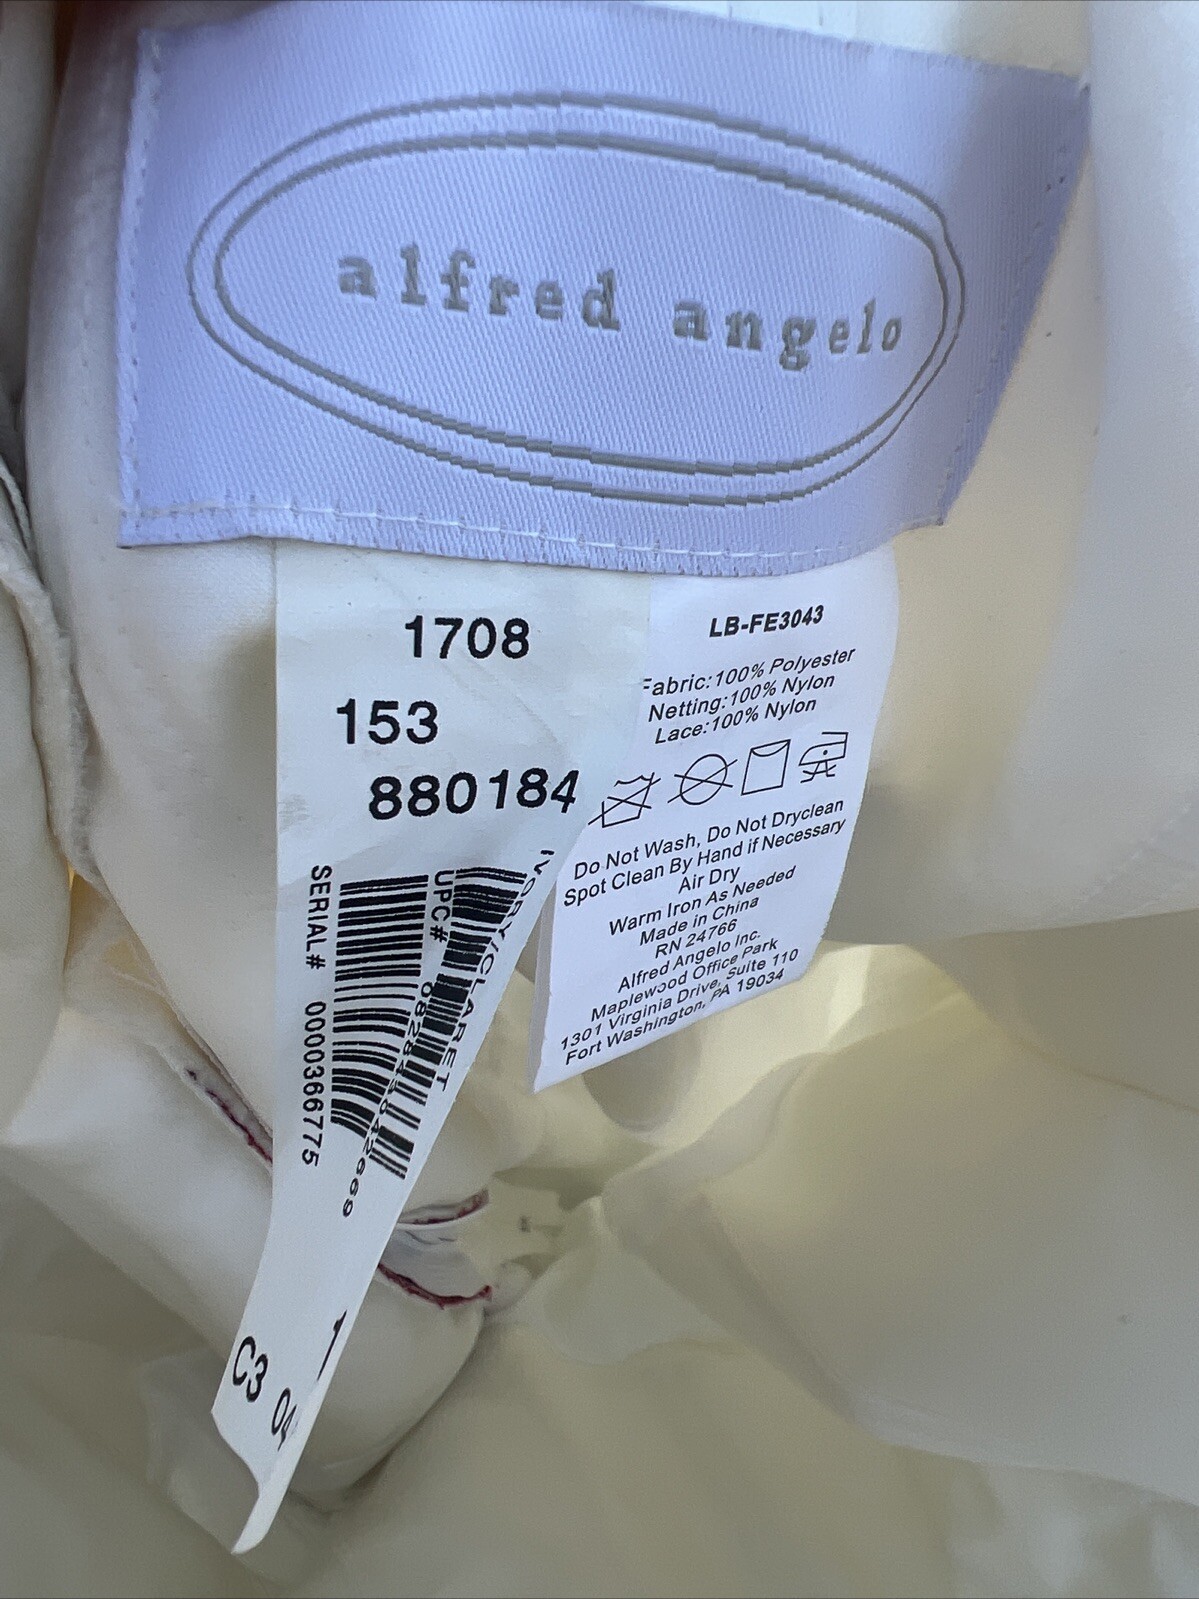 alfred angelo
1708
153
880184
IVORY/CLARET
UPC#
SERIAL# 0000366775
C3
LB-FE3043
Fabric:100% Polyester
Netting:100% Nylon
Lace:100% Nylon
Do Not Wash, Do Not Dryclean
Spot Clean By Hand if Necessary
Air Dry
Warm Iron As Needed
Made in China
RN 24766
Alfred Angelo Inc.
Maplewood Office Park
1301 Virginia Drive, Suite 110
Fort Washington, PA 19034